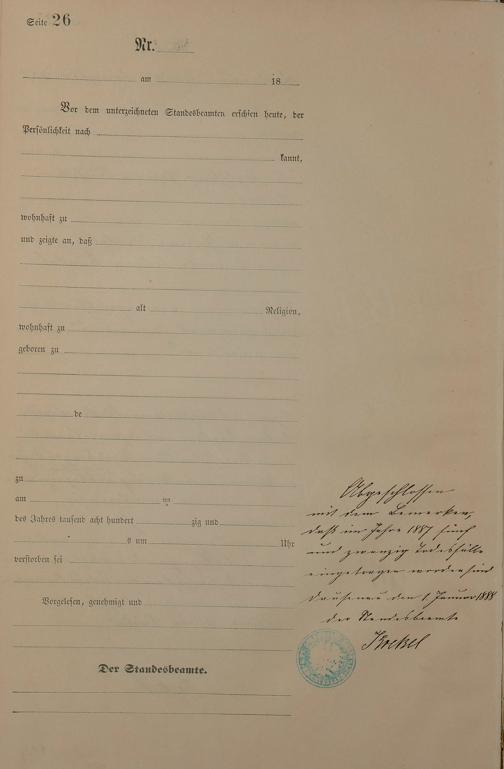 Seite 26
Nr.
am 18
Vor dem unterzeichneten Standesbeamten erschien heute, der
Persönlichkeit nach
kannt,
wohnhaft zu
und zeigte an, daß
alt Religion,
wohnhaft zu
geboren zu
de
zu
am im
des Jahres tausend acht hundert zig und
s um Uhr
verstorben sei
Vorgelesen, genehmigt und
Der Standesbeamte.
Abgeschlossen
mit dem Bemerken,
daß im Jahre 1887 fünf
und zwanzig Todesfälle
eingetragen worden sind
den 1 Januar 1888
der Standesbeamte